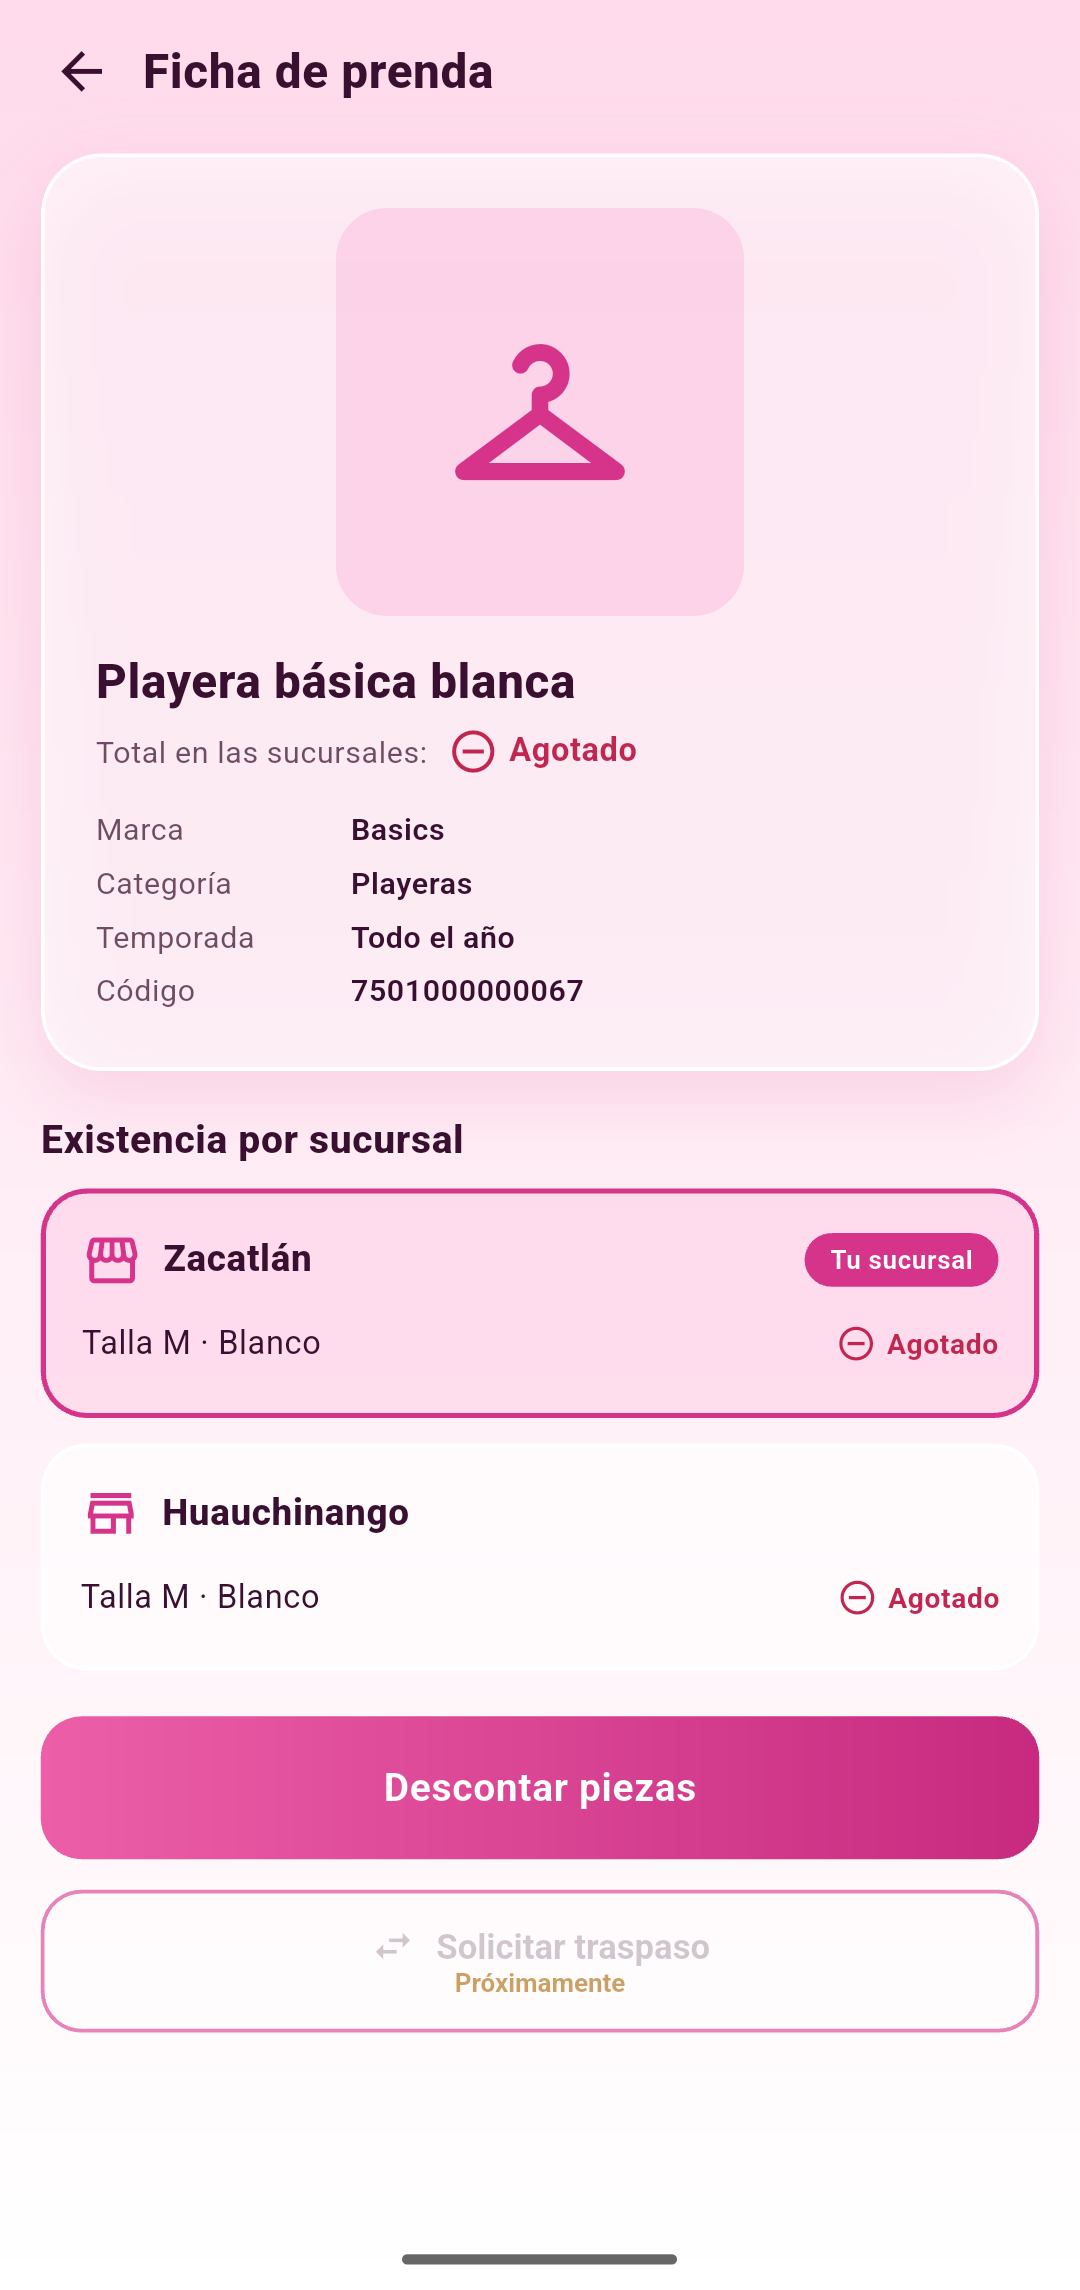 Ficha de prenda
Playera básica blanca
Total en las sucursales: Agotado
Marca Basics
Categoría Playeras
Temporada Todo el año
Código 7501000000067
Existencia por sucursal
Zacatlán Tu sucursal
Talla M · Blanco Agotado
Huauchinango
Talla M · Blanco Agotado
Descontar piezas
Solicitar traspaso
Próximamente